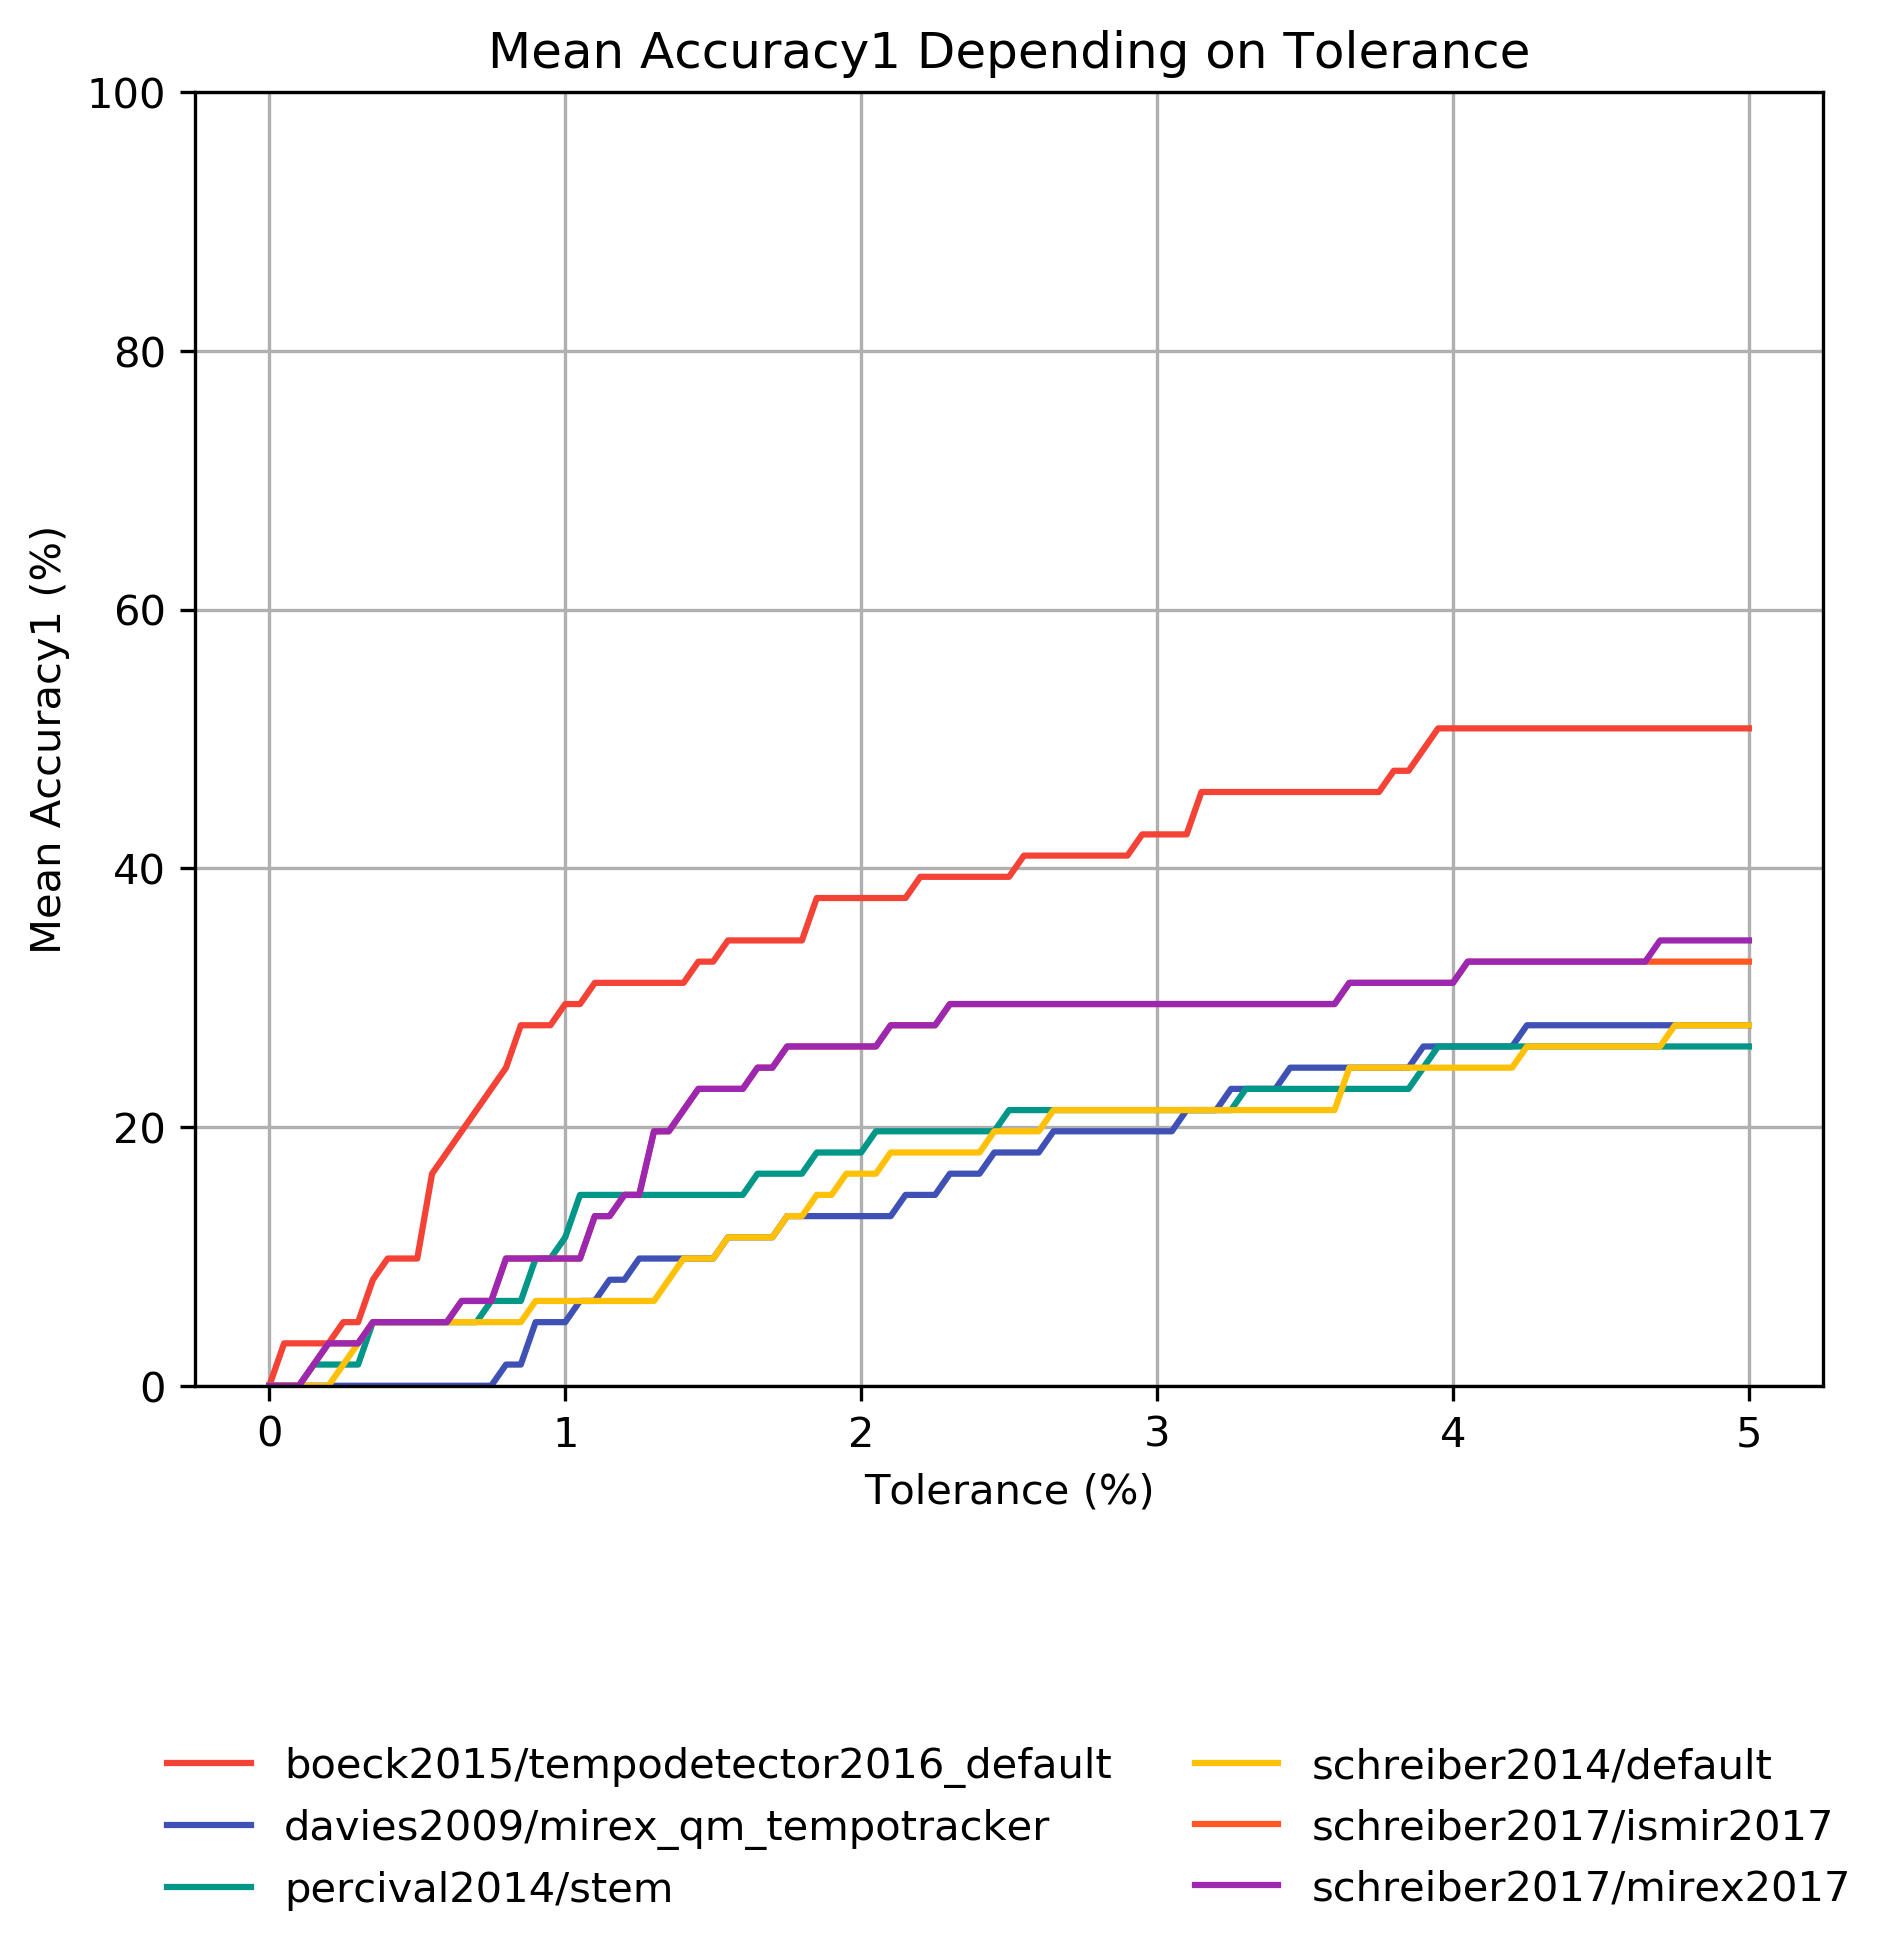 Mean Accuracy1 Depending on Tolerance
100
80
60
40
20
0
Mean Accuracy1 (%)
0 1 2 3 4 5
Tolerance (%)
boeck2015/tempodetector2016_default
davies2009/mirex_qm_tempotracker
percival2014/stem
schreiber2014/default
schreiber2017/ismir2017
schreiber2017/mirex2017